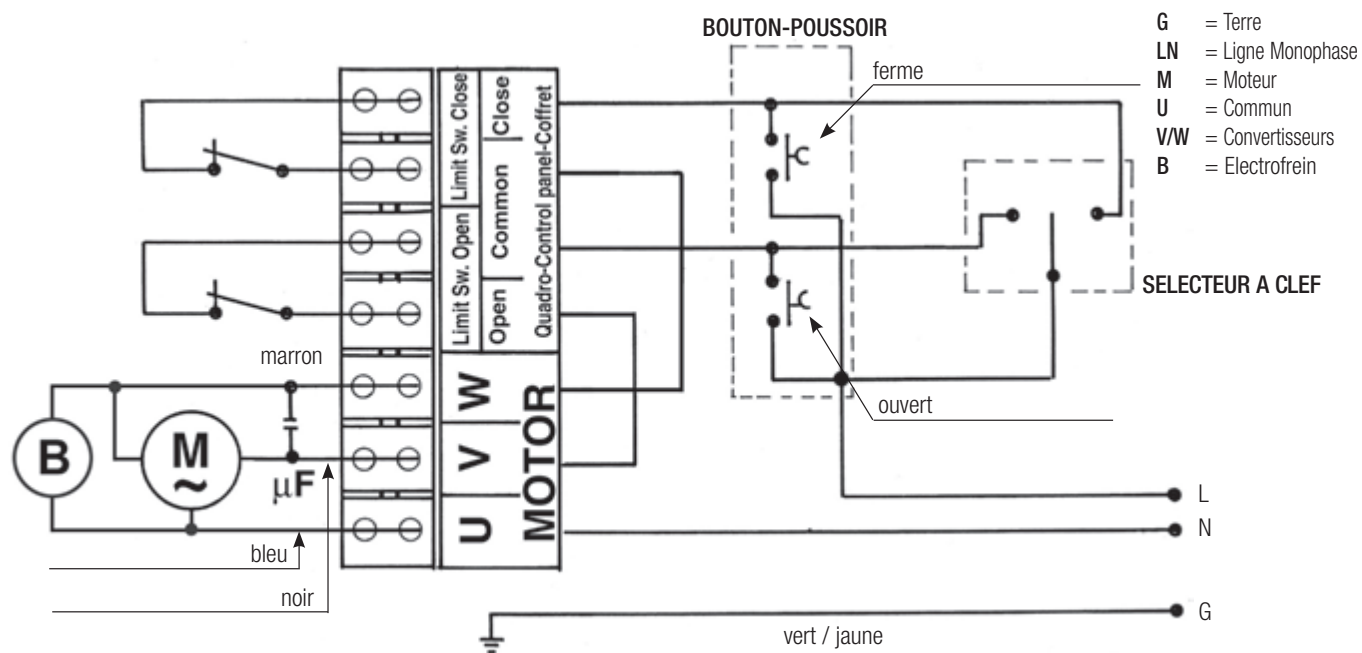 BOUTON-POUSSOIR
ferme
G = Terre
LN = Ligne Monophase
M = Moteur
U = Commun
V/W = Convertisseurs
B = Electrofrein
Limit Sw. Close
Close
Common
Limit Sw. Open
Open
Quadro-Control panel-Coffret
SELECTEUR A CLEF
marron
ouvert
W
V
U
MOTOR
B
M
~
µF
bleu
noir
L
N
G
vert / jaune